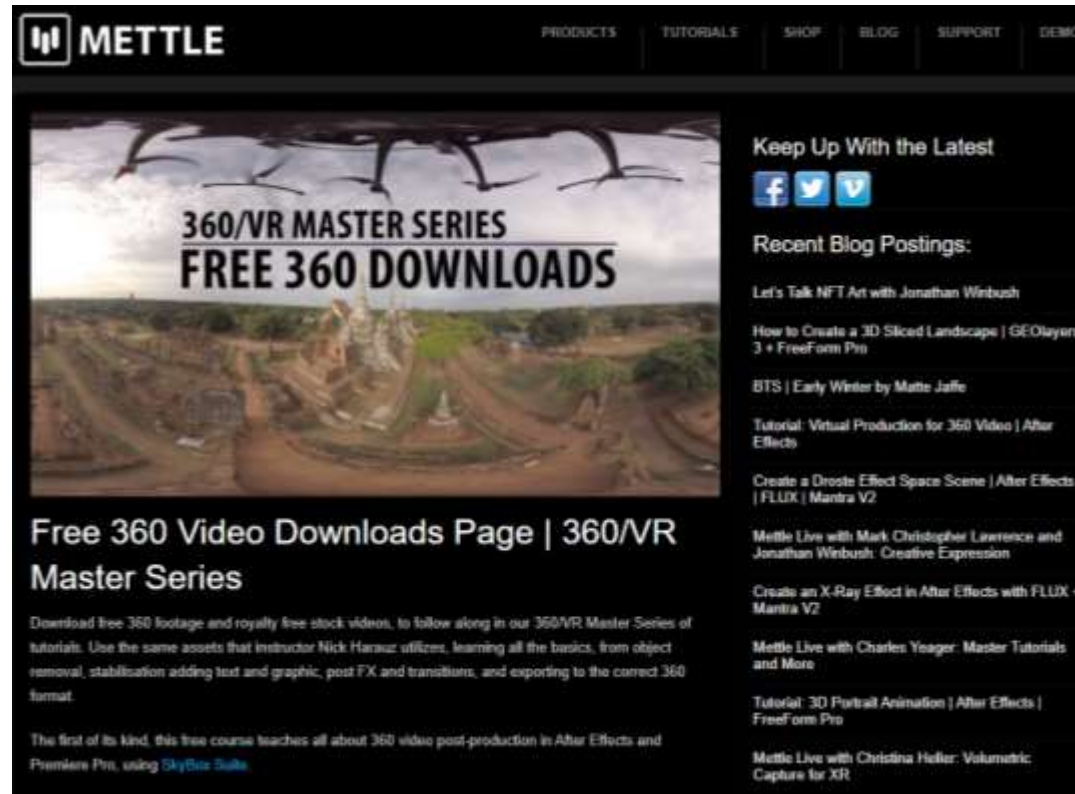 METTLE
PRODUCTS TUTORIALS SHOP BLOG SUPPORT DEMO
360/VR MASTER SERIES
FREE 360 DOWNLOADS
Free 360 Video Downloads Page | 360/VR
Master Series
Download free 360 footage and royalty free stock videos, to follow along in our 360/VR Master Series of
tutorials. Use the same assets that instructor Nick Harauz utilizes, learning all the basics, from object
removal, stabilisation adding text and graphic, post FX and transitions, and exporting to the correct 360
format.
The first of its kind, this free course teaches all about 360 video post-production in After Effects and
Premiere Pro, using SkyBox Suite.
Keep Up With the Latest
Recent Blog Postings:
Let's Talk NFT Art with Jonathan Winbush
How to Create a 3D Sliced Landscape | GEOlayers
3 + FreeForm Pro
BTS | Early Winter by Matte Jaffe
Tutorial: Virtual Production for 360 Video | After
Effects
Create a Droste Effect Space Scene | After Effects
| FLUX | Mantra V2
Mettle Live with Mark Christopher Lawrence and
Jonathan Winbush: Creative Expression
Create an X-Ray Effect in After Effects with FLUX +
Mantra V2
Mettle Live with Charles Yeager: Master Tutorials
and More
Tutorial: 3D Portrait Animation | After Effects |
FreeForm Pro
Mettle Live with Christina Heller: Volumetric
Capture for XR